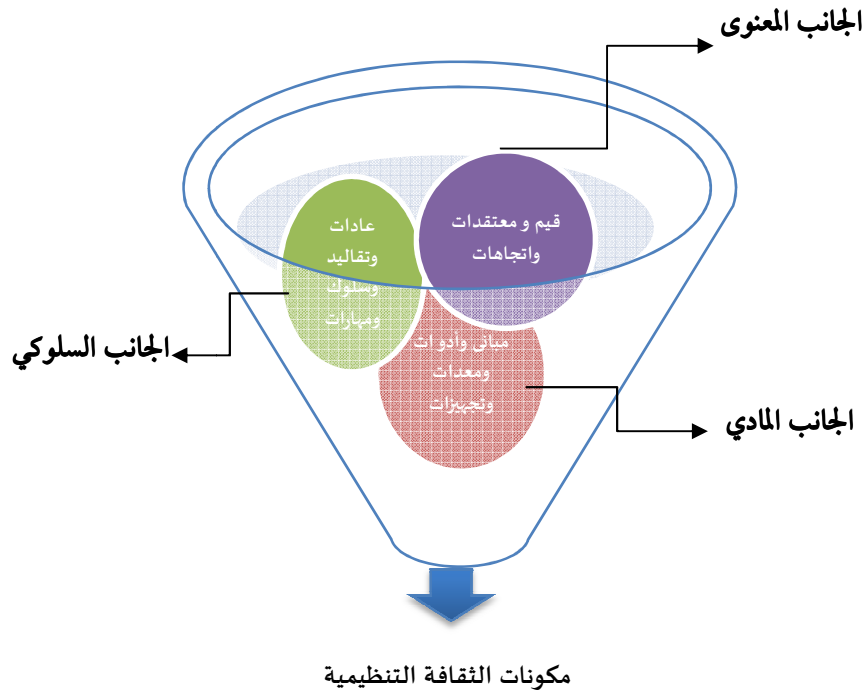 الجانب المعنوى
قيم و معتقدات
واتجاهات
عادات
وتقاليد
وسلوك
ومهارات
الجانب السلوكي
مبانى وأدوات
ومعدات
وتجهيزات
الجانب المادي
مكونات الثقافة التنظيمية